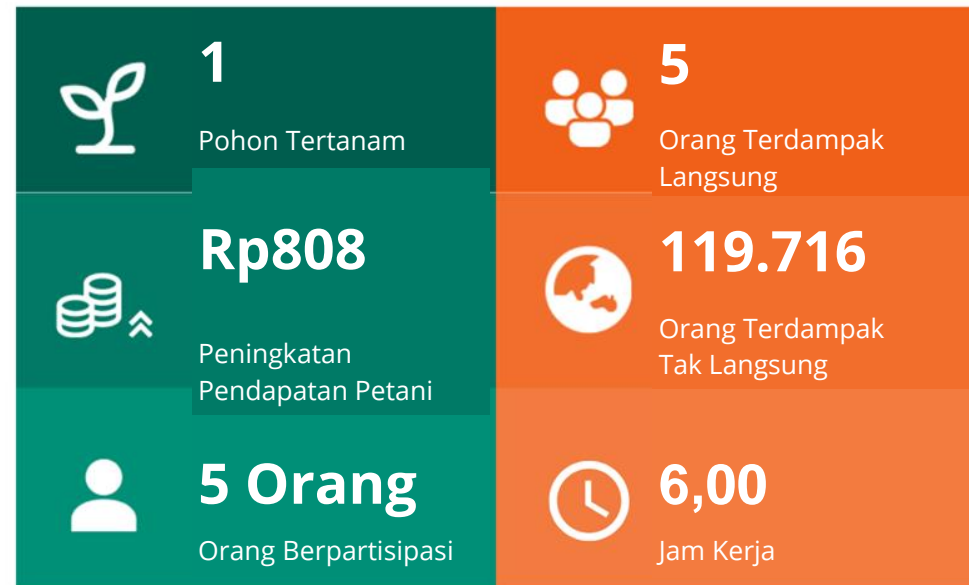 1
Pohon Tertanam
5
Orang Terdampak
Langsung
Rp808
Peningkatan
Pendapatan Petani
119.716
Orang Terdampak
Tak Langsung
5 Orang
Orang Berpartisipasi
6,00
Jam Kerja